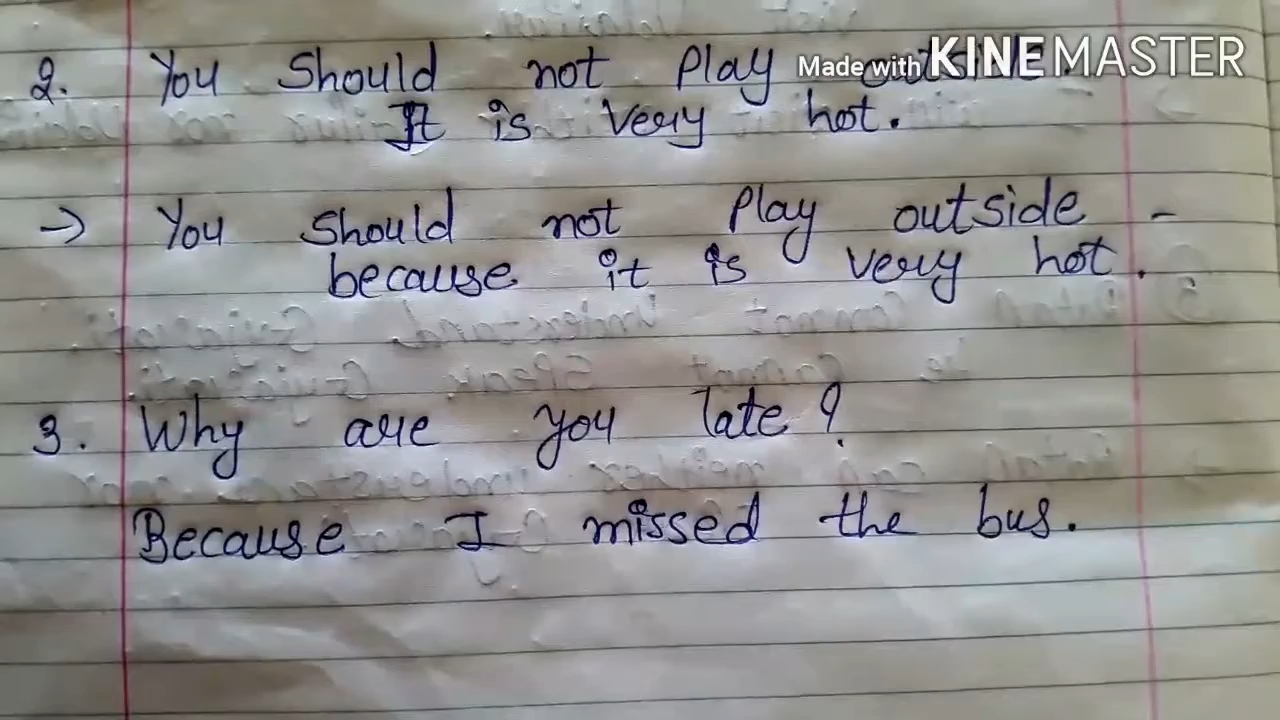 2. You Should not Play outside.
It is very hot.
→ You Should not Play outside -
because it is very hot.
3. Why are you late?
Because I missed the bus.
Made with KINEMASTER